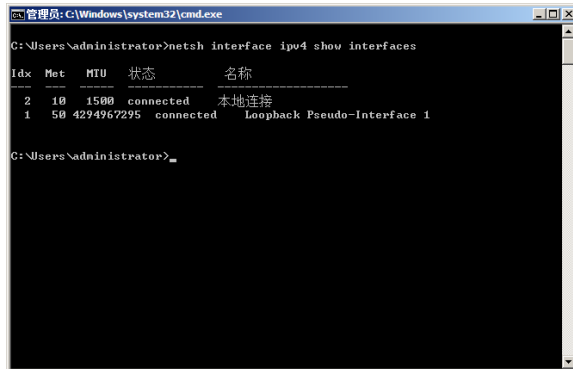 管理员: C:\Windows\system32\cmd.exe
C:\Users\administrator>netsh interface ipv4 show interfaces
Idx  Met   MTU   状态         名称
---  ---  -----  -----------  -------------------
  2   10   1500  connected    本地连接
  1   50 4294967295  connected    Loopback Pseudo-Interface 1
C:\Users\administrator>_